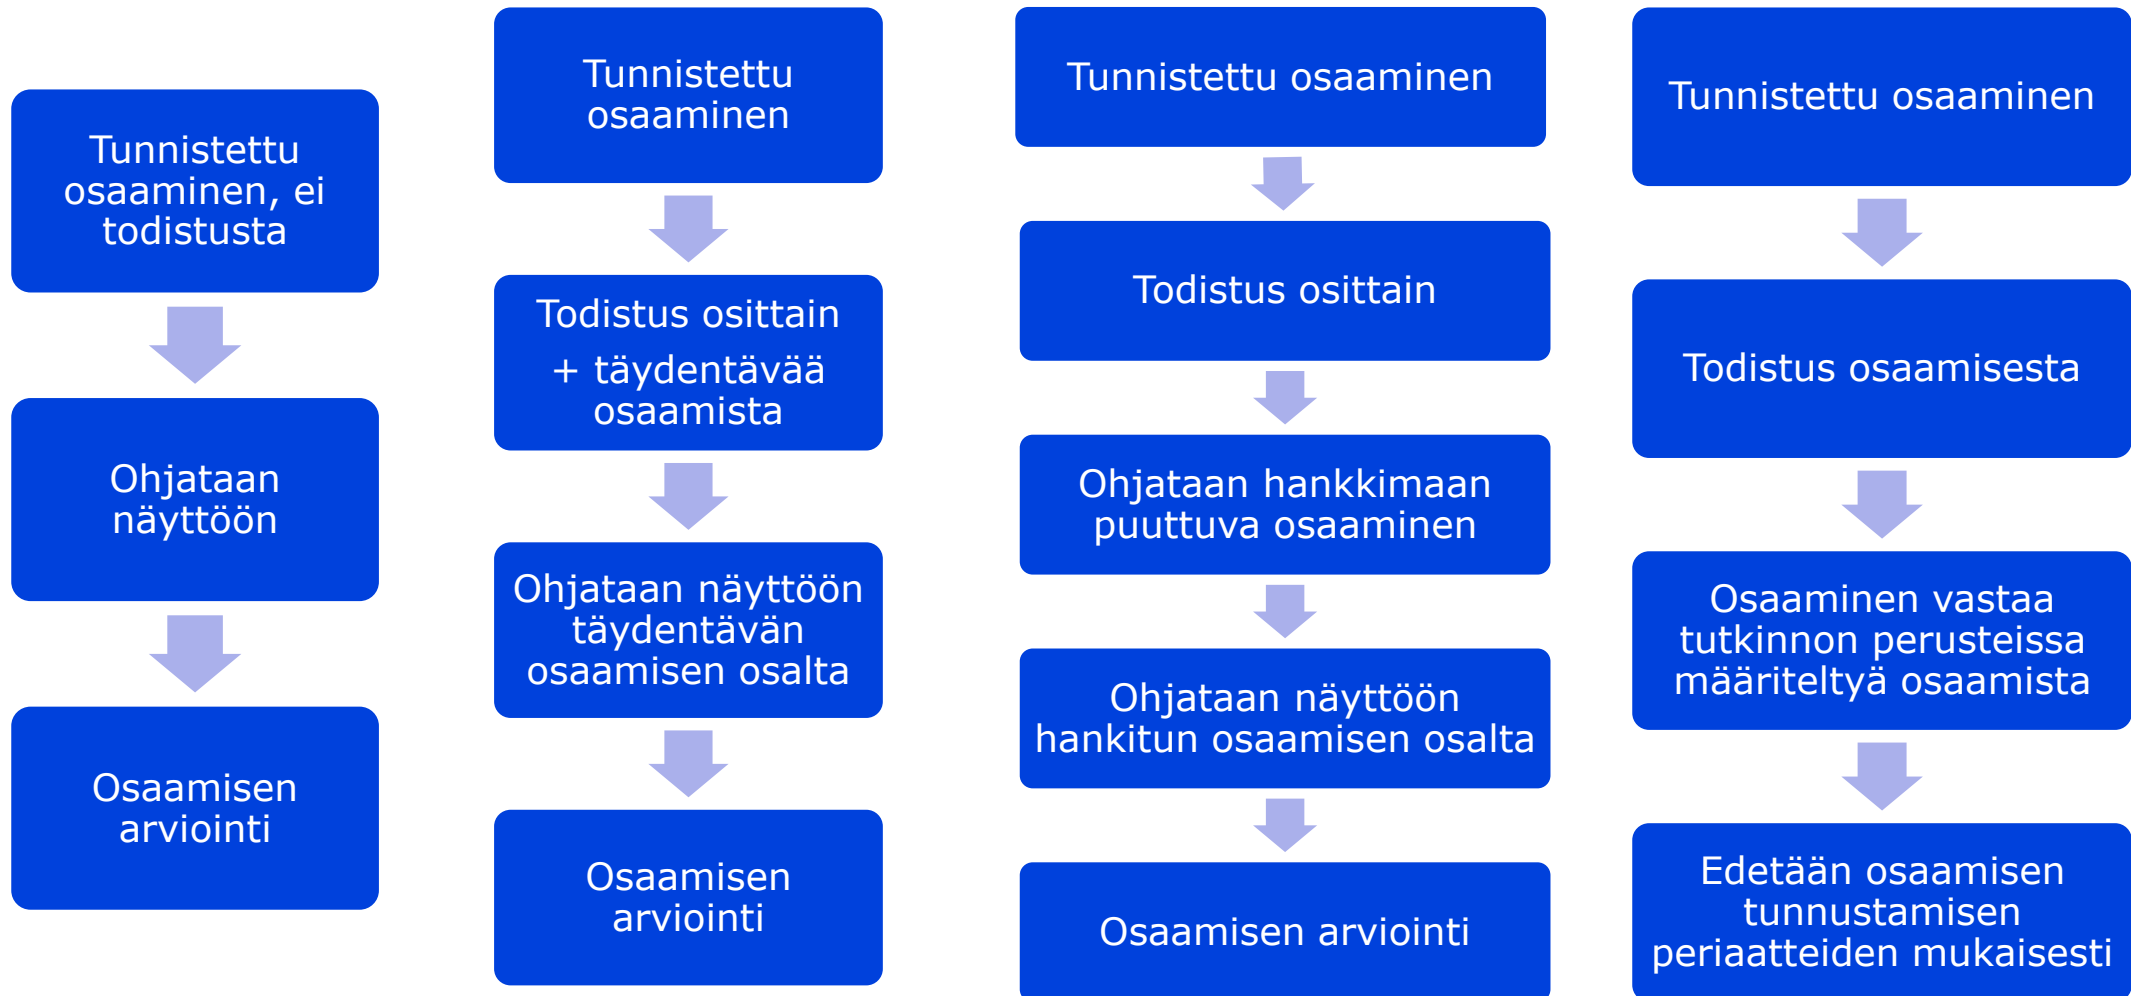 Tunnistettu
osaaminen, ei
todistusta
Ohjataan
näyttöön
Osaamisen
arviointi
Tunnistettu
osaaminen
Todistus osittain
+ täydentävää
osaamista
Ohjataan näyttöön
täydentävän
osaamisen osalta
Osaamisen
arviointi
Tunnistettu osaaminen
Todistus osittain
Ohjataan hankkimaan
puuttuva osaaminen
Ohjataan näyttöön
hankitun osaamisen osalta
Osaamisen arviointi
Tunnistettu osaaminen
Todistus osaamisesta
Osaaminen vastaa
tutkinnon perusteissa
määriteltyä osaamista
Edetään osaamisen
tunnustamisen
periaatteiden mukaisesti